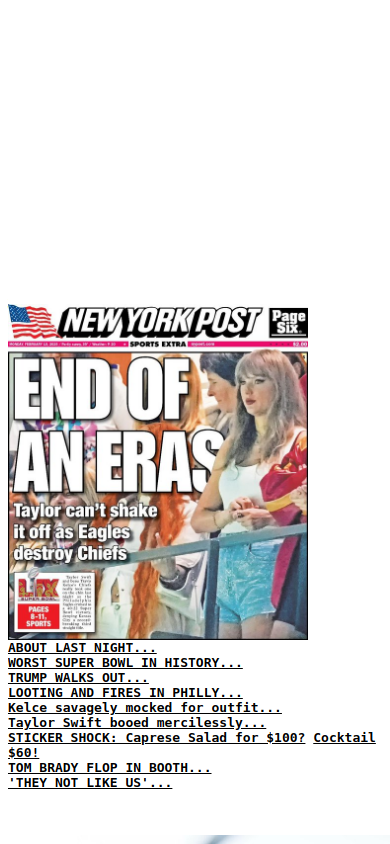 NEW YORK POST
Page
Six
SPORTS EXTRA
$2.00
END OF
AN ERAS
Taylor can't shake
it off as Eagles
destroy Chiefs
LIX
SUPER BOWL
PAGES
8-11,
SPORTS
ABOUT LAST NIGHT...
WORST SUPER BOWL IN HISTORY...
TRUMP WALKS OUT...
LOOTING AND FIRES IN PHILLY...
Kelce savagely mocked for outfit...
Taylor Swift booed mercilessly...
STICKER SHOCK: Caprese Salad for $100? Cocktail
$60!
TOM BRADY FLOP IN BOOTH...
'THEY NOT LIKE US'...